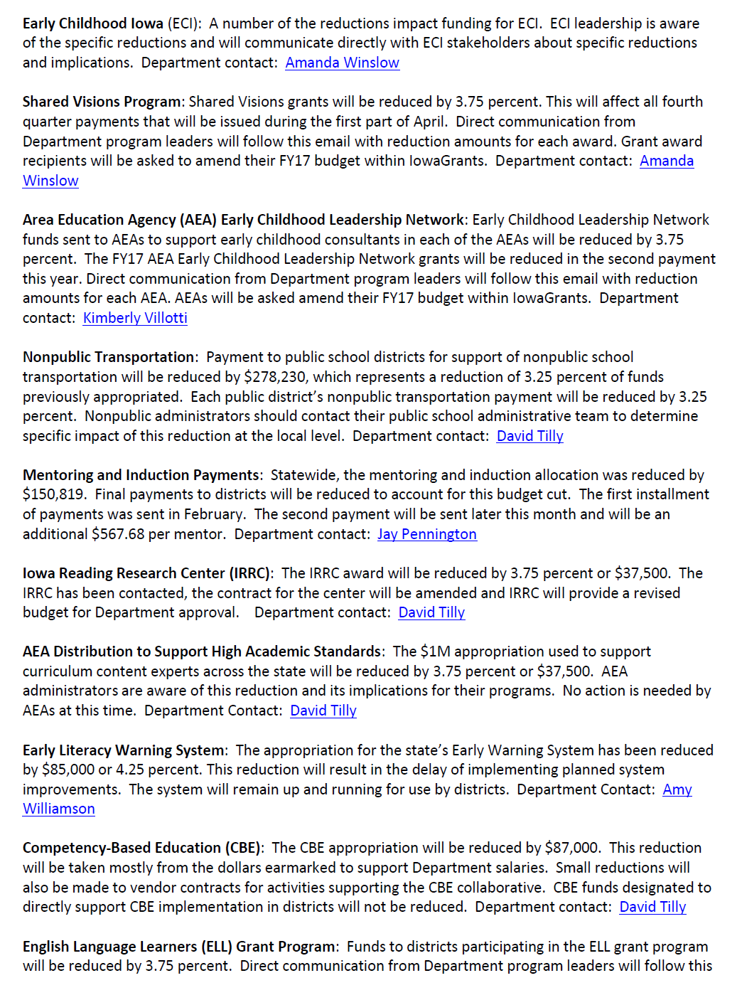 Early Childhood Iowa (ECI):  A number of the reductions impact funding for ECI.  ECI leadership is aware
of the specific reductions and will communicate directly with ECI stakeholders about specific reductions
and implications.  Department contact:  Amanda Winslow
Shared Visions Program: Shared Visions grants will be reduced by 3.75 percent. This will affect all fourth
quarter payments that will be issued during the first part of April.  Direct communication from
Department program leaders will follow this email with reduction amounts for each award. Grant award
recipients will be asked to amend their FY17 budget within IowaGrants.  Department contact:  Amanda
Winslow
Area Education Agency (AEA) Early Childhood Leadership Network: Early Childhood Leadership Network
funds sent to AEAs to support early childhood consultants in each of the AEAs will be reduced by 3.75
percent.  The FY17 AEA Early Childhood Leadership Network grants will be reduced in the second payment
this year. Direct communication from Department program leaders will follow this email with reduction
amounts for each AEA. AEAs will be asked amend their FY17 budget within IowaGrants.  Department
contact:  Kimberly Villotti
Nonpublic Transportation:  Payment to public school districts for support of nonpublic school
transportation will be reduced by $278,230, which represents a reduction of 3.25 percent of funds
previously appropriated.  Each public district's nonpublic transportation payment will be reduced by 3.25
percent.  Nonpublic administrators should contact their public school administrative team to determine
specific impact of this reduction at the local level.  Department contact:  David Tilly
Mentoring and Induction Payments:  Statewide, the mentoring and induction allocation was reduced by
$150,819.  Final payments to districts will be reduced to account for this budget cut.  The first installment
of payments was sent in February.  The second payment will be sent later this month and will be an
additional $567.68 per mentor.  Department contact:  Jay Pennington
Iowa Reading Research Center (IRRC):  The IRRC award will be reduced by 3.75 percent or $37,500.  The
IRRC has been contacted, the contract for the center will be amended and IRRC will provide a revised
budget for Department approval.    Department contact:  David Tilly
AEA Distribution to Support High Academic Standards:  The $1M appropriation used to support
curriculum content experts across the state will be reduced by 3.75 percent or $37,500.  AEA
administrators are aware of this reduction and its implications for their programs.  No action is needed by
AEAs at this time.  Department Contact:  David Tilly
Early Literacy Warning System:  The appropriation for the state's Early Warning System has been reduced
by $85,000 or 4.25 percent. This reduction will result in the delay of implementing planned system
improvements.  The system will remain up and running for use by districts.  Department Contact:  Amy
Williamson
Competency-Based Education (CBE):  The CBE appropriation will be reduced by $87,000.  This reduction
will be taken mostly from the dollars earmarked to support Department salaries.  Small reductions will
also be made to vendor contracts for activities supporting the CBE collaborative.  CBE funds designated to
directly support CBE implementation in districts will not be reduced.  Department contact:  David Tilly
English Language Learners (ELL) Grant Program:  Funds to districts participating in the ELL grant program
will be reduced by 3.75 percent.  Direct communication from Department program leaders will follow this